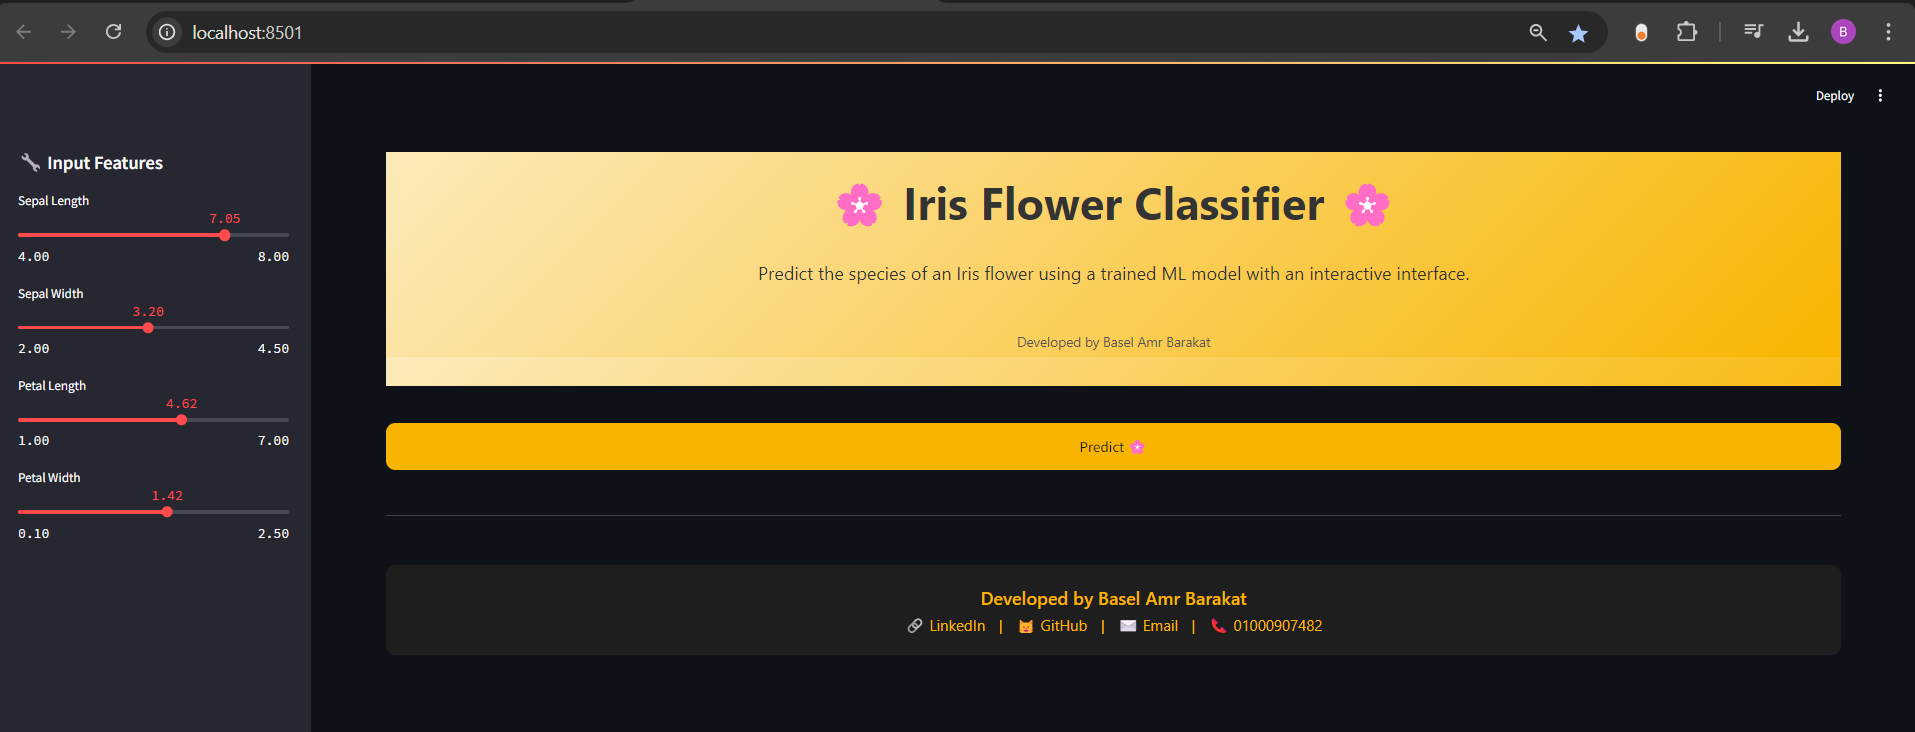 localhost:8501
B
Deploy
Input Features
Sepal Length
7.05
4.00 8.00
Sepal Width
3.20
2.00 4.50
Petal Length
4.62
1.00 7.00
Petal Width
1.42
0.10 2.50
🌸 Iris Flower Classifier 🌸
Predict the species of an Iris flower using a trained ML model with an interactive interface.
Developed by Basel Amr Barakat
Predict 🌸
Developed by Basel Amr Barakat
🔗 LinkedIn | 🐱 GitHub | ✉️ Email | 📞 01000907482